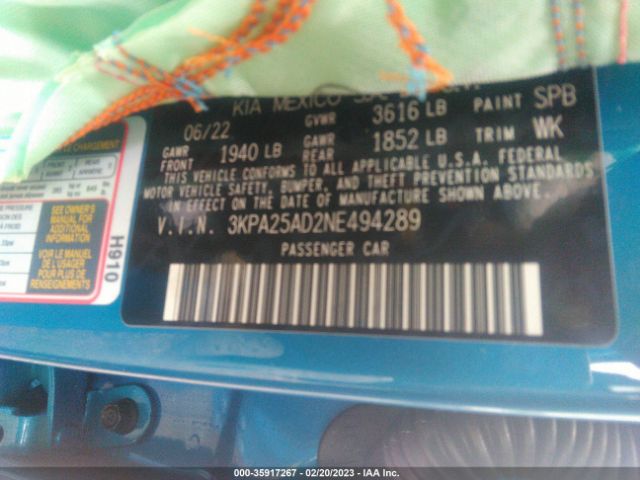 KIA MEXICO
06/22 GVWR 3616 LB PAINT SPB
GAWR FRONT 1940 LB GAWR REAR 1852 LB TRIM WK
THIS VEHICLE CONFORMS TO ALL APPLICABLE U.S.A. FEDERAL
MOTOR VEHICLE SAFETY, BUMPER, AND THEFT PREVENTION STANDARDS
IN EFFECT ON THE DATE OF MANUFACTURE SHOWN ABOVE.
V.I.N. 3KPA25AD2NE494289
PASSENGER CAR
CHARGEMENT
SEE OWNER'S
MANUAL FOR
ADDITIONAL
INFORMATION
VOIR LE MANUEL
DE L'USAGER
POUR PLUS DE
RENSEIGNEMENTS
H910
000-35917267 - 02/20/2023 - IAA Inc.